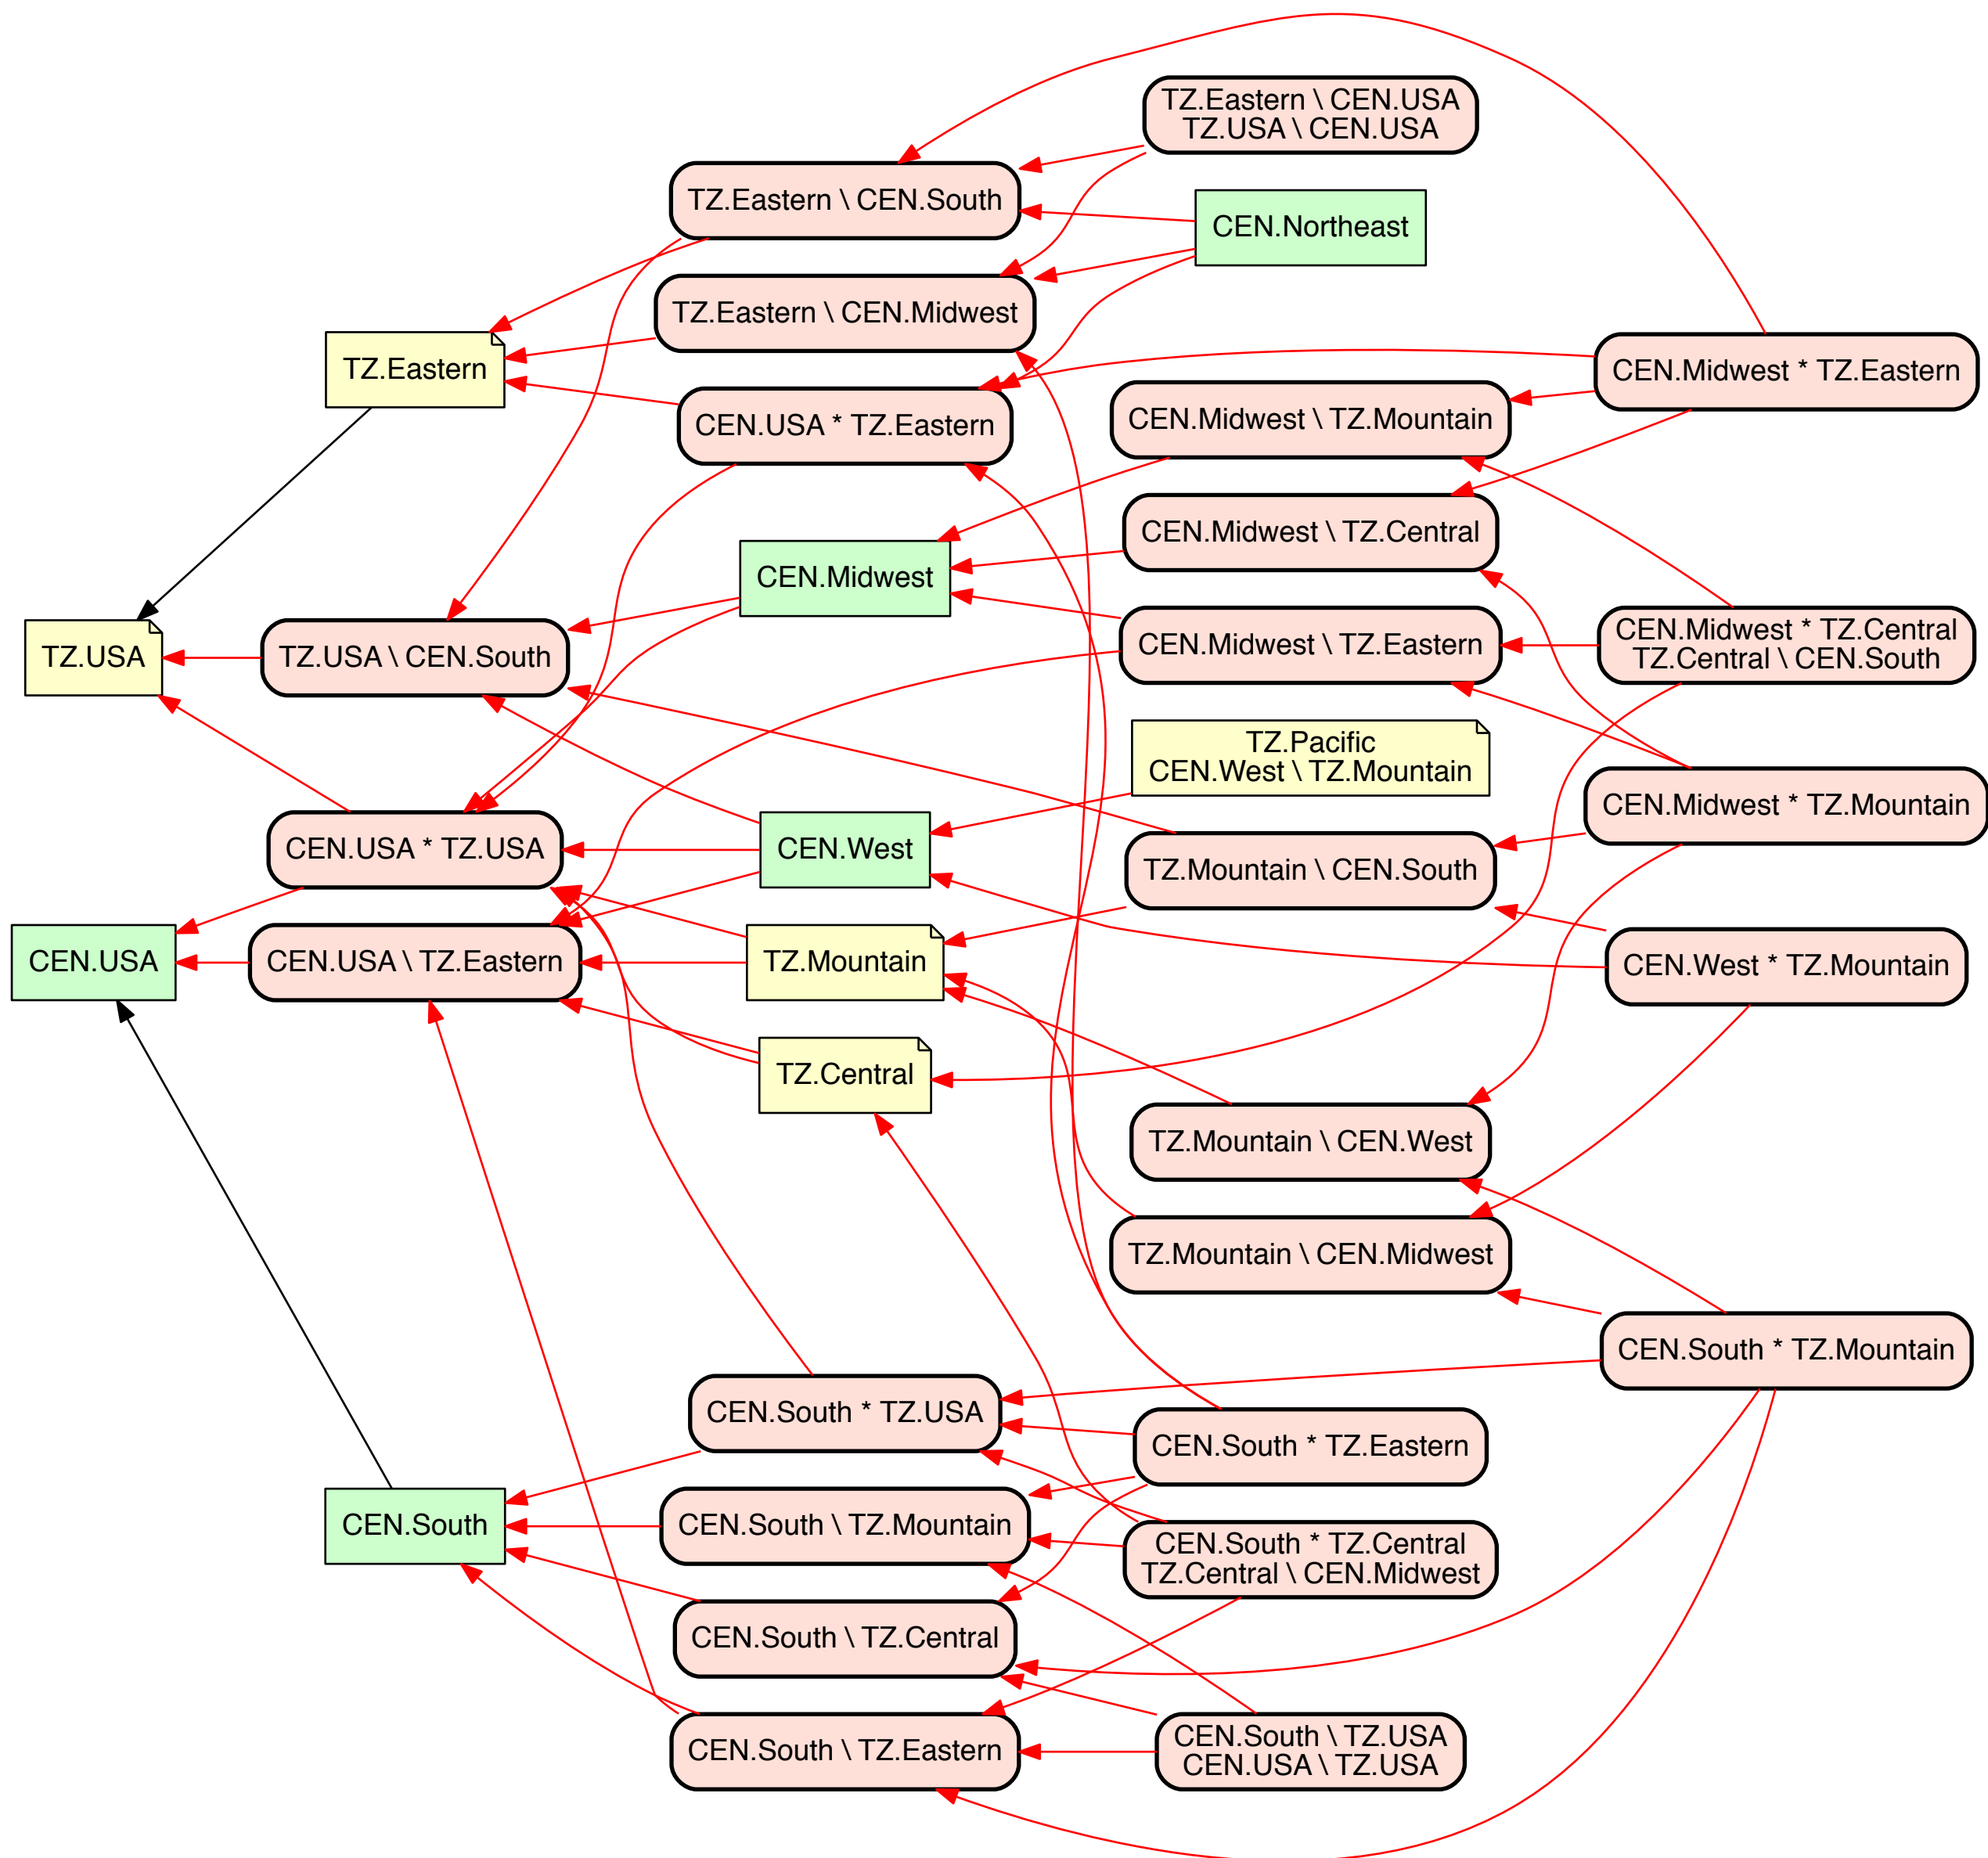 TZ.Eastern \ CEN.USA
TZ.USA \ CEN.USA
TZ.Eastern \ CEN.South
CEN.Northeast
TZ.Eastern \ CEN.Midwest
TZ.Eastern
CEN.Midwest * TZ.Eastern
CEN.USA * TZ.Eastern
CEN.Midwest \ TZ.Mountain
CEN.Midwest \ TZ.Central
CEN.Midwest
CEN.Midwest \ TZ.Eastern
CEN.Midwest * TZ.Central
TZ.Central \ CEN.South
TZ.USA
TZ.USA \ CEN.South
TZ.Pacific
CEN.West \ TZ.Mountain
CEN.Midwest * TZ.Mountain
CEN.USA * TZ.USA
CEN.West
TZ.Mountain \ CEN.South
CEN.USA
CEN.USA \ TZ.Eastern
TZ.Mountain
CEN.West * TZ.Mountain
TZ.Central
TZ.Mountain \ CEN.West
TZ.Mountain \ CEN.Midwest
CEN.South * TZ.Mountain
CEN.South * TZ.USA
CEN.South * TZ.Eastern
CEN.South
CEN.South \ TZ.Mountain
CEN.South * TZ.Central
TZ.Central \ CEN.Midwest
CEN.South \ TZ.Central
CEN.South \ TZ.Eastern
CEN.South \ TZ.USA
CEN.USA \ TZ.USA